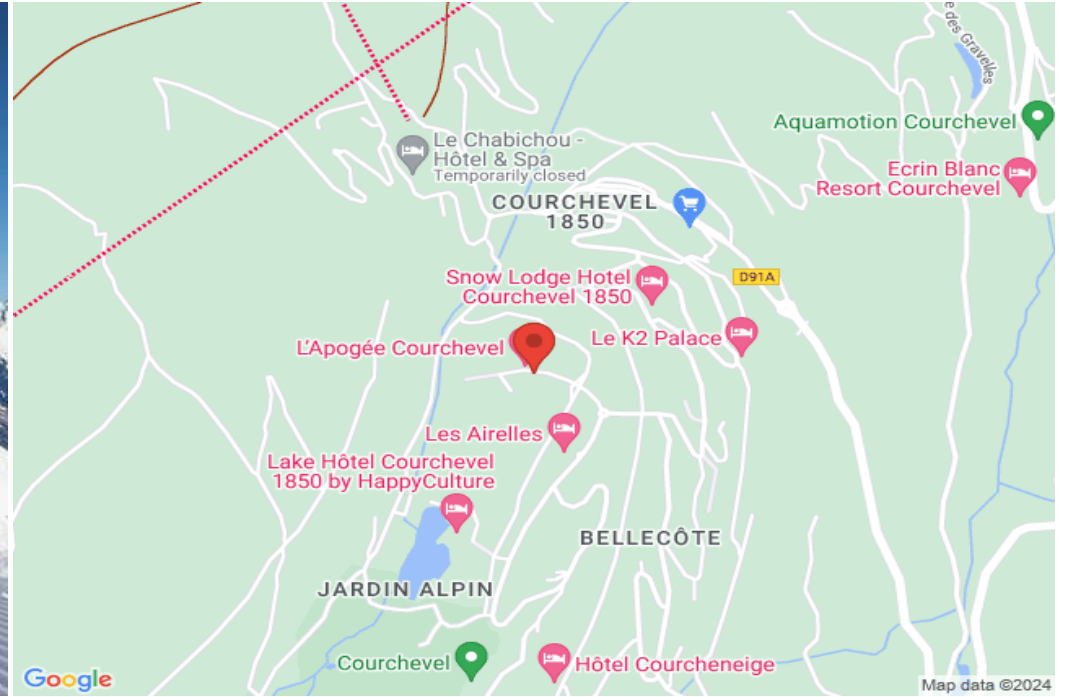 e des Gravelles
Aquamotion Courchevel
Le Chabichou -
Hôtel & Spa
Temporarily closed
Ecrin Blanc
Resort Courchevel
COURCHEVEL
1850
D91A
Snow Lodge Hotel
Courchevel 1850
Le K2 Palace
L'Apogée Courchevel
Les Airelles
Lake Hôtel Courchevel
1850 by HappyCulture
BELLECÔTE
JARDIN ALPIN
Courchevel
Hôtel Courcheneige
Google
Map data ©2024